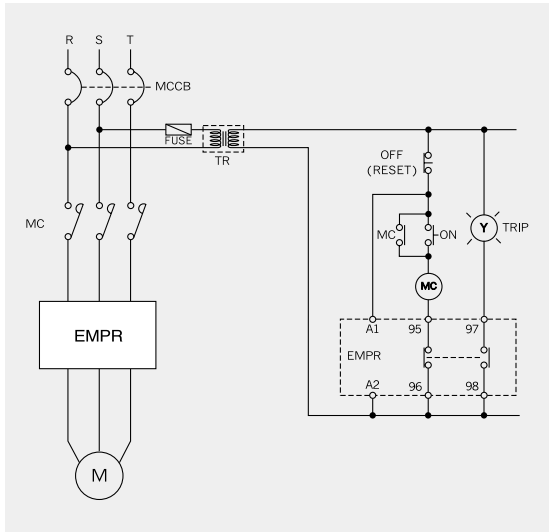 R S T
MCCB
FUSE
TR
OFF
(RESET)
MC
MC
ON
Y
TRIP
MC
EMPR
A1
95
97
EMPR
A2
96
98
M